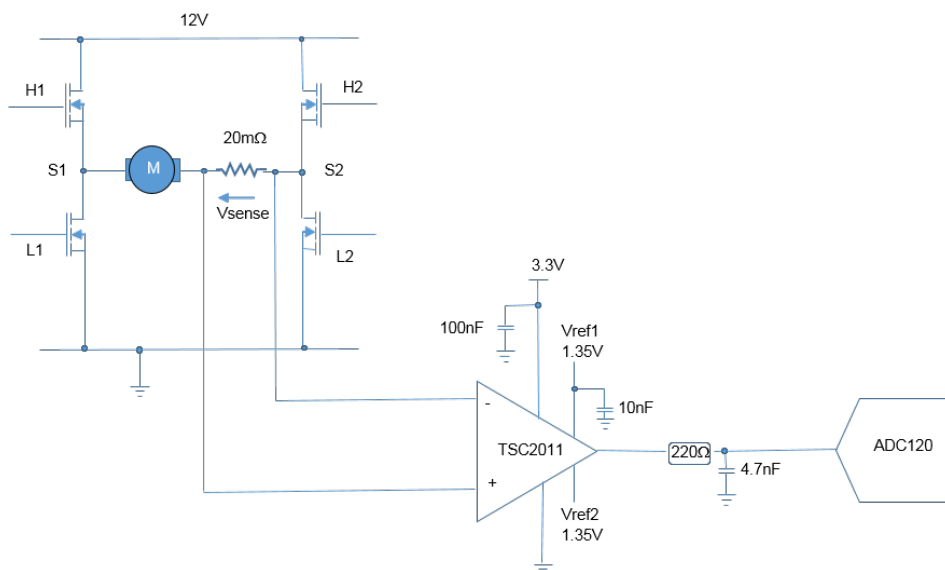 12V
H1
H2
20mΩ
S1
M
S2
Vsense
L1
L2
3.3V
100nF
Vref1
1.35V
10nF
-
TSC2011
+
220Ω
4.7nF
ADC120
Vref2
1.35V